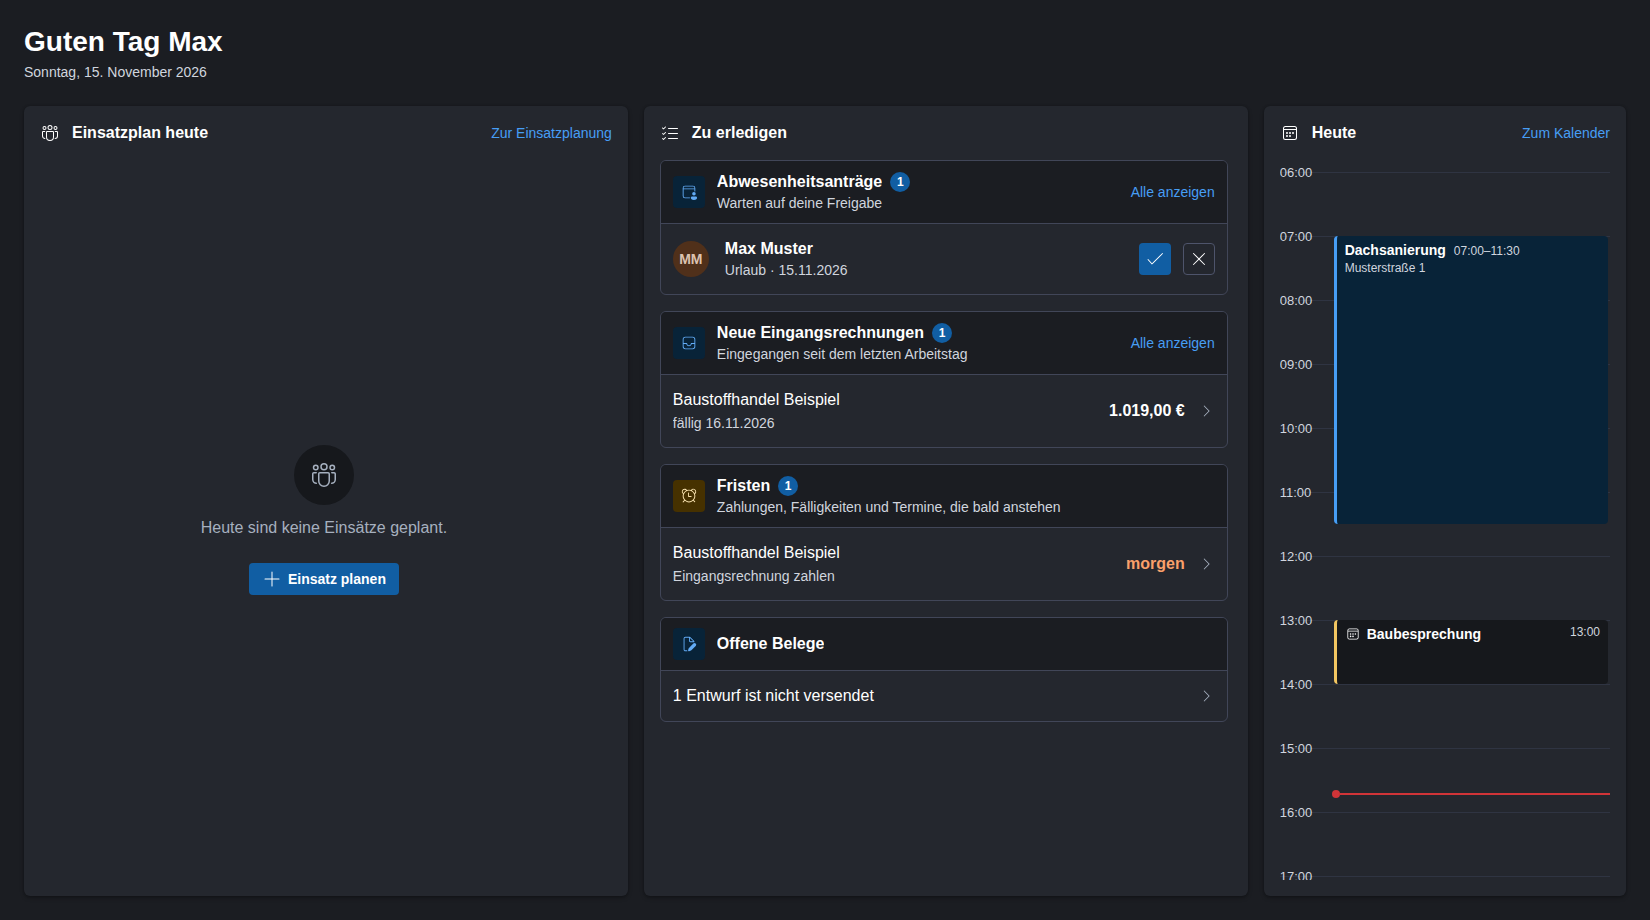 Guten Tag Max
Sonntag, 15. November 2026
Einsatzplan heute
Zur Einsatzplanung
Heute sind keine Einsätze geplant.
Einsatz planen
Zu erledigen
Abwesenheitsanträge 1
Warten auf deine Freigabe
Alle anzeigen
MM
Max Muster
Urlaub · 15.11.2026
Neue Eingangsrechnungen 1
Eingegangen seit dem letzten Arbeitstag
Alle anzeigen
Baustoffhandel Beispiel
fällig 16.11.2026
1.019,00 €
Fristen 1
Zahlungen, Fälligkeiten und Termine, die bald anstehen
Baustoffhandel Beispiel
Eingangsrechnung zahlen
morgen
Offene Belege
1 Entwurf ist nicht versendet
Heute
Zum Kalender
06:00
07:00
Dachsanierung 07:00–11:30
Musterstraße 1
08:00
09:00
10:00
11:00
12:00
13:00
Baubesprechung 13:00
14:00
15:00
16:00
17:00